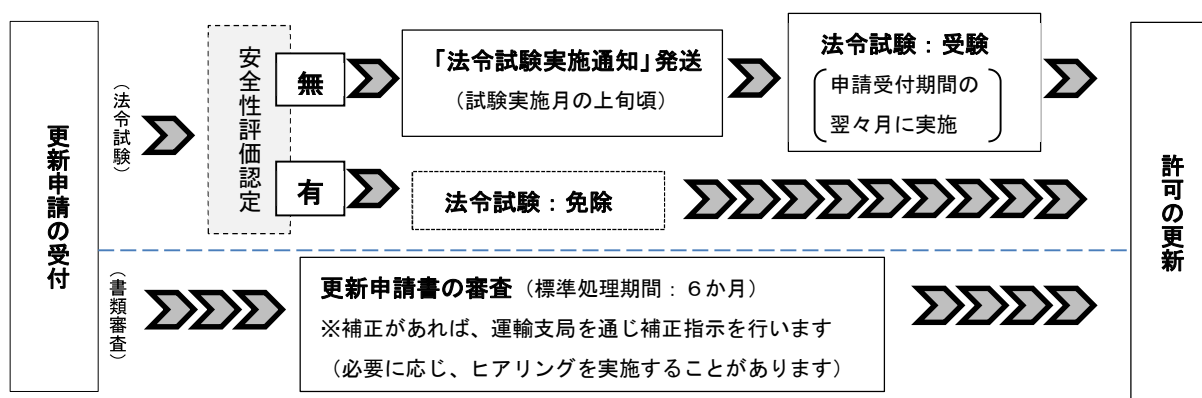 更新申請の受付
（法令試験）
安全性評価認定
無
「法令試験実施通知」発送
（試験実施月の上旬頃）
法令試験：受験
申請受付期間の
翌々月に実施
有
法令試験：免除
（書類審査）
更新申請書の審査（標準処理期間：６か月）
※補正があれば、運輸支局を通じ補正指示を行います
（必要に応じ、ヒアリングを実施することがあります）
許可の更新